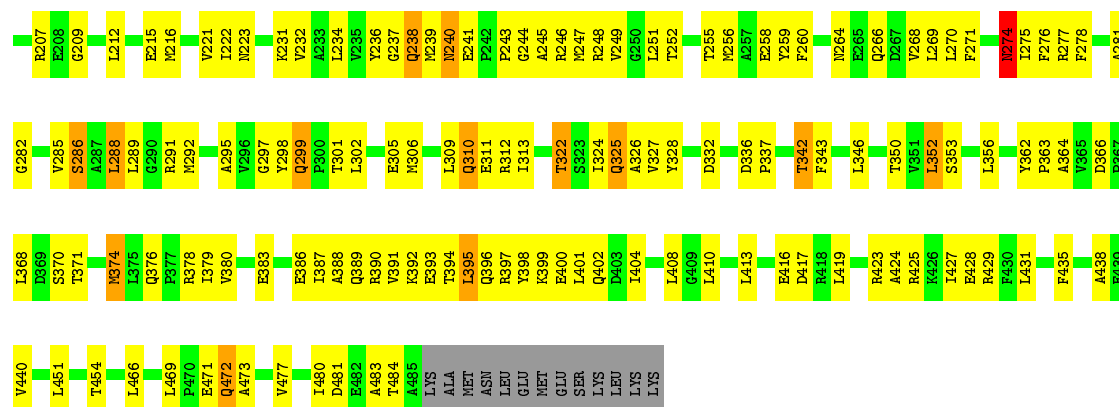 R207 E208 G209 L212 E215 M216 V221 I222 N223 K231 V232 A233 L234 V235 Y236 G237 Q238 M239 N240 E241 P242 P243 G244 A245 R246 M247 R248 V249 G250 L251 T252 T255 M256 A257 E258 Y259 F260 N264 E265 Q266 D267 V268 L269 L270 F271 N274 I275 F276 R277 F278 A281
G282 V285 S286 A287 L288 L289 G290 R291 M292 A295 V296 G297 Y298 Q299 P300 T301 L302 E305 M306 L309 Q310 E311 R312 I313 T322 S323 I324 Q325 A326 V327 Y328 D332 D336 P337 T342 F343 L346 T350 V351 L352 S353 L356 Y362 P363 A364 V365 D366 P367
L368 D369 S370 T371 M374 L375 Q376 P377 R378 I379 V380 E383 E386 I387 A388 Q389 R390 V391 K392 E393 T394 L395 Q396 R397 Y398 K399 E400 L401 Q402 D403 I404 L408 G409 L410 L413 E416 D417 R418 L419 R423 A424 R425 K426 I427 E428 R429 F430 L431 F435 A438 E439
V440 L451 T454 L466 L469 P470 E471 Q472 A473 V477 I480 D481 E482 A483 T484 A485 LYS ALA MET ASN LEU GLU MET GLU SER LYS LEU LYS LYS